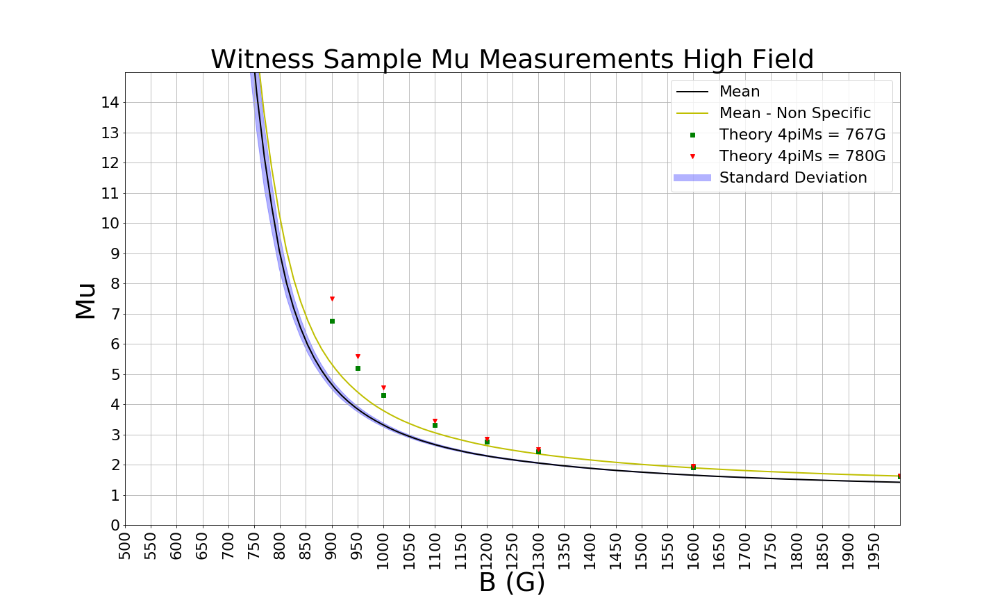 Witness Sample Mu Measurements High Field
Mean
Mean - Non Specific
Theory 4piMs = 767G
Theory 4piMs = 780G
Standard Deviation
Mu
14
13
12
11
10
9
8
7
6
5
4
3
2
1
0
500 550 600 650 700 750 800 850 900 950 1000 1050 1100 1150 1200 1250 1300 1350 1400 1450 1500 1550 1600 1650 1700 1750 1800 1850 1900 1950
B (G)